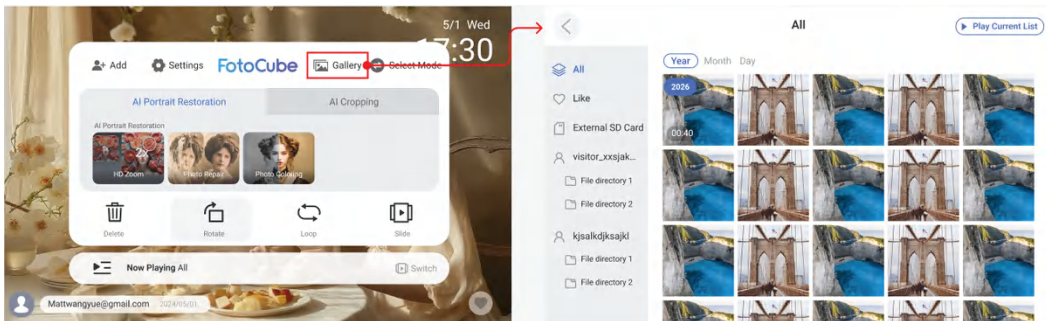 5/1 Wed
17:30
Add
Settings
FotoCube
Gallery
Select Mode
AI Portrait Restoration
AI Cropping
AI Portrait Restoration
HD Zoom
Photo Repair
Photo Coloring
Delete
Rotate
Loop
Slide
Now Playing All
Switch
Mattwangyue@gmail.com
2024/05/01
All
Play Current List
All
Like
External SD Card
visitor_xxsjak...
File directory 1
File directory 2
kjsalkdjksajkl
File directory 1
File directory 2
Year
Month
Day
2026
00:40